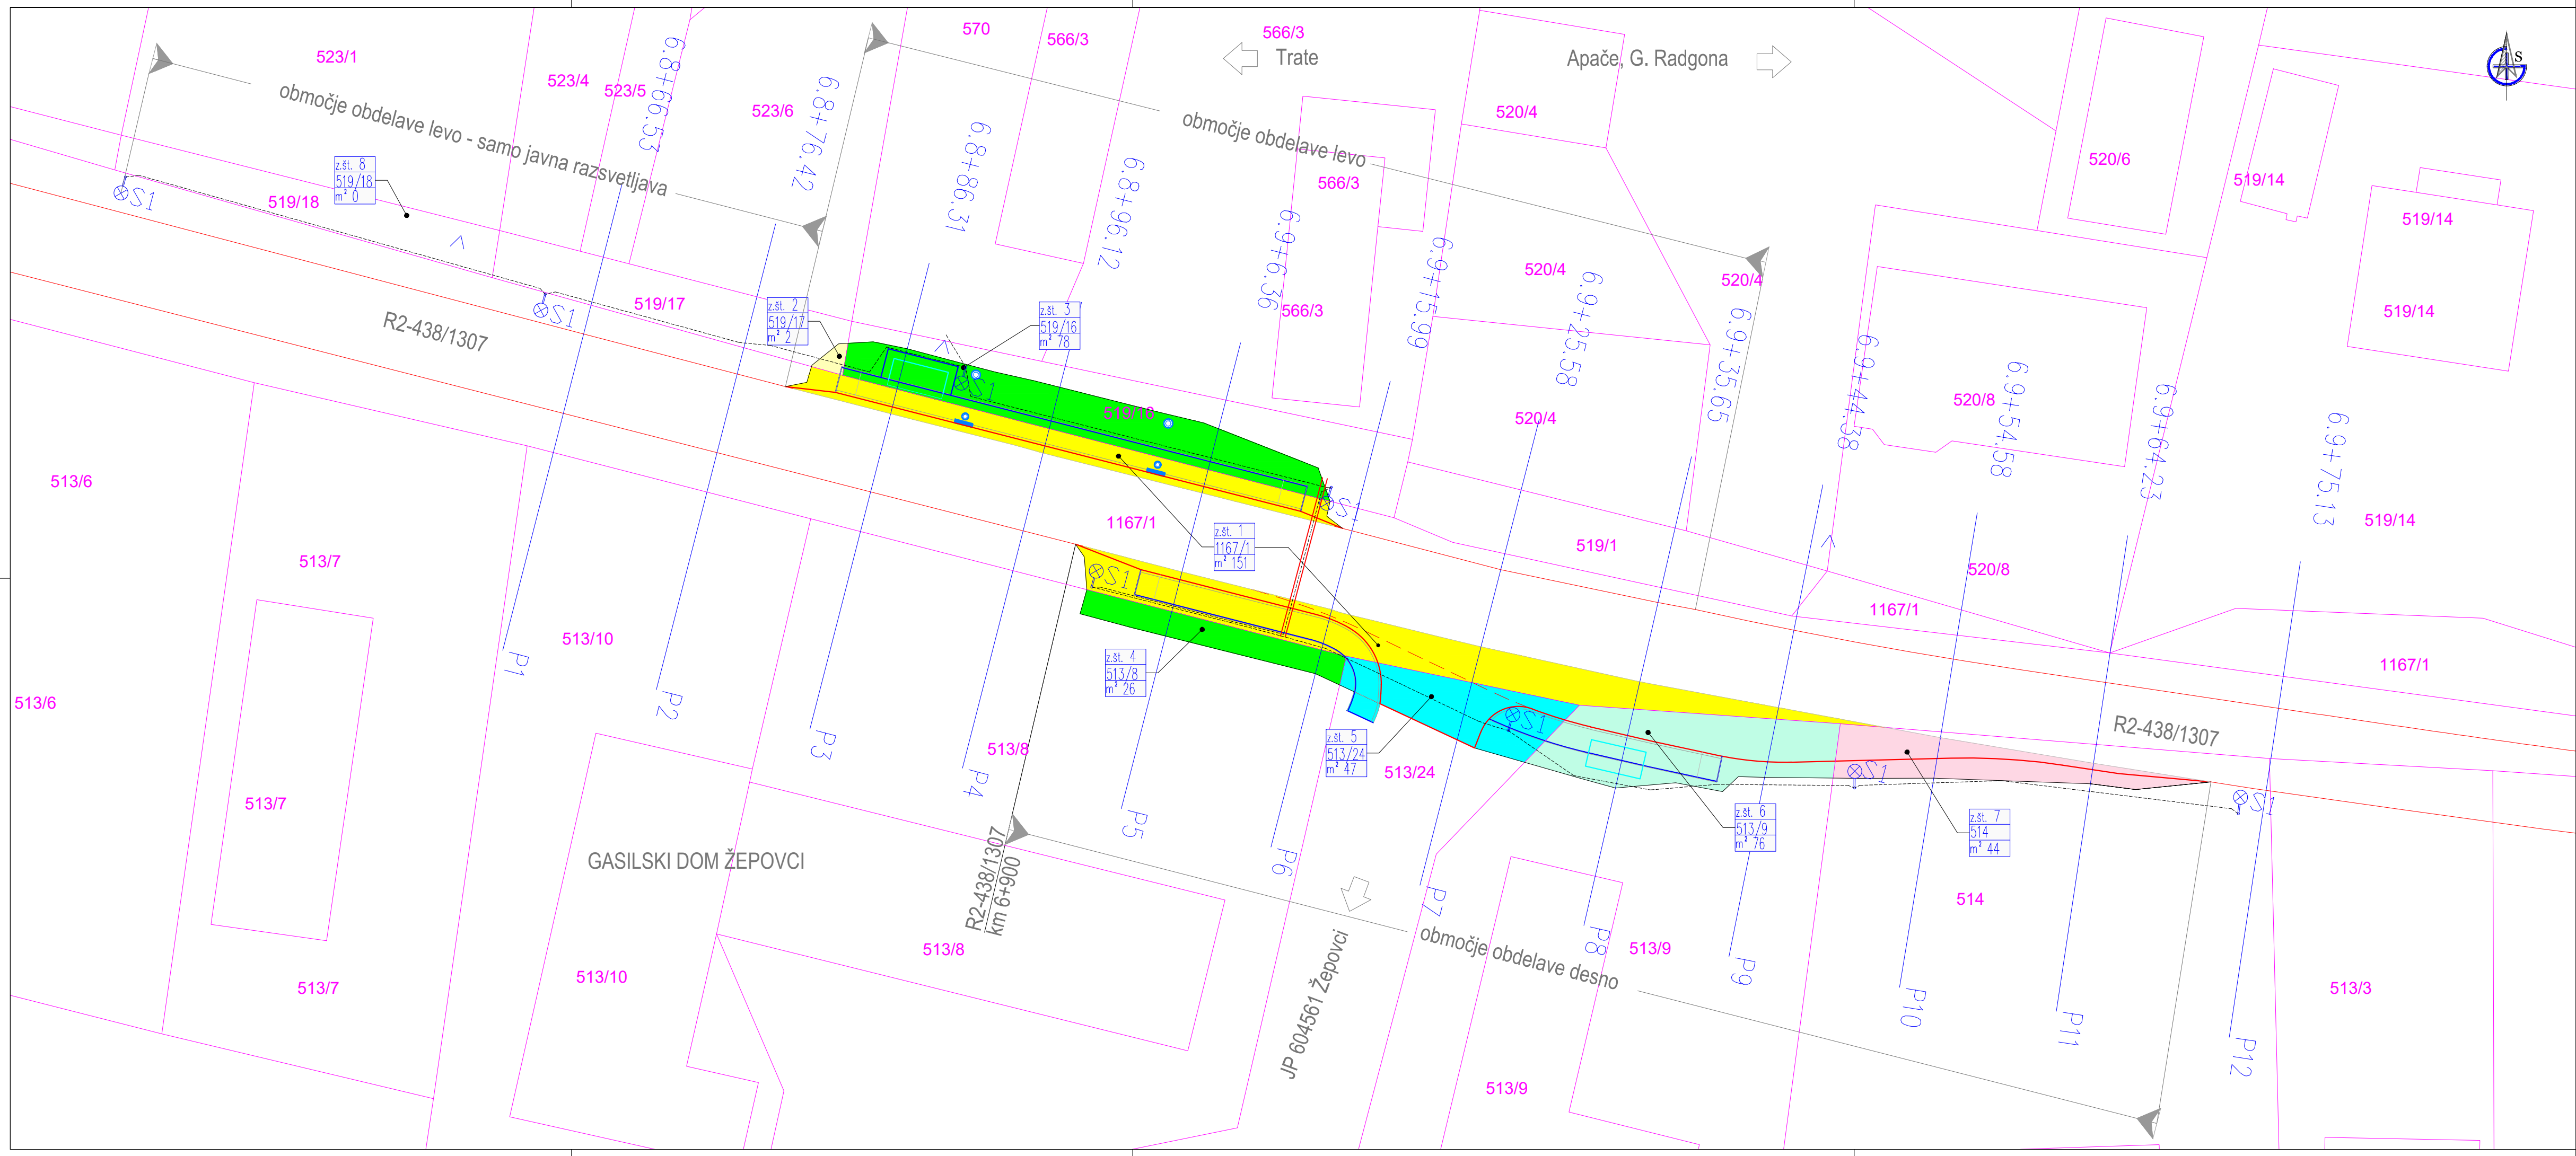 523/1
523/4
523/5
6.8+66.53
523/6
6.8+76.42
570
566/3
566/3
Trate
Apače, G. Radgona
S
območje obdelave levo - samo javna razsvetljava
območje obdelave levo
6.8+86.31
6.8+96.12
6.9+6.36
6.9+15.99
6.9+25.58
6.9+35.65
6.9+44.38
6.9+54.58
6.9+64.23
6.9+75.13
520/4
520/6
519/14
519/14
519/14
519/14
566/3
566/3
520/4
520/4
520/4
520/8
520/8
z.št. 8
519/18
m² 0
519/18
S1
S1
519/17
R2-438/1307
z.št. 2
519/17
m² 2
z.št. 3
519/16
m² 78
S1
519/16
S1
1167/1
z.št. 1
1167/1
m² 151
519/1
1167/1
1167/1
R2-438/1307
513/6
513/7
513/10
513/6
513/7
513/7
513/10
513/8
513/8
S1
z.št. 4
513/8
m² 26
z.št. 5
513/24
m² 47
513/24
S1
z.št. 6
513/9
m² 76
S1
z.št. 7
514
m² 44
S1
514
513/9
513/9
513/3
GASILSKI DOM ŽEPOVCI
R2-438/1307
km 6+900
JP 604561 Žepovci
območje obdelave desno
P1
P2
P3
P4
P5
P6
P7
P8
P9
P10
P11
P12